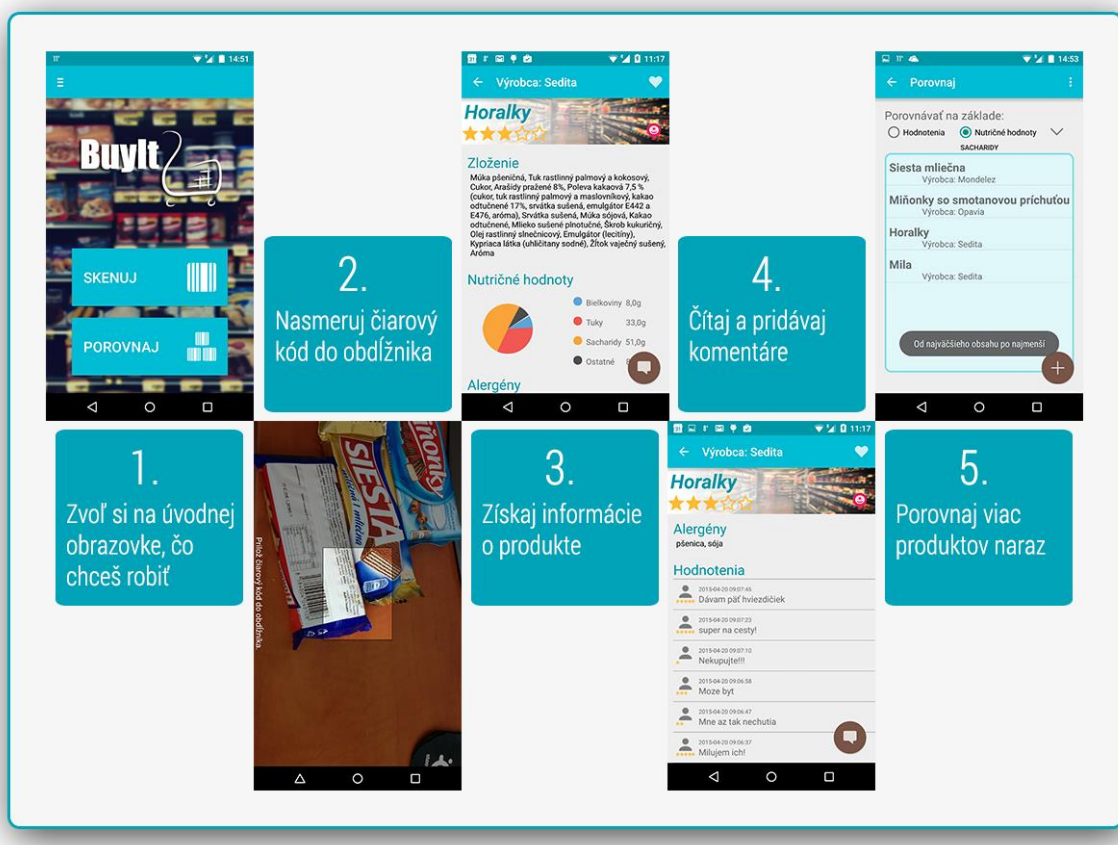 14:51
BuyIt
SKENUJ
POROVNAJ
1.
Zvoľ si na úvodnej
obrazovke, čo
chceš robiť
2.
Nasmeruj čiarový
kód do obdĺžnika
Prilož čiarový kód do obdĺžnika.
SIESTA
11:17
Výrobca: Sedita
Horalky
Zloženie
Múka pšeničná, Tuk rastlinný palmový a kokosový,
Cukor, Arašidy pražené 8%, Poleva kakaová 7,5 %
(cukor, tuk rastlinný palmový a maslovníkový, kakao
odtučnené 17%, srvátka sušená, emulgátor E442 a
E476, aróma), Srvátka sušená, Múka sójová, Kakao
odtučnené, Mlieko sušené plnotučné, Škrob kukuričný,
Olej rastlinný slnečnicový, Emulgátor (lecitíny),
Kypriaca látka (uhličitany sodné), Žĺtok vaječný sušený,
Aróma
Nutričné hodnoty
Bielkoviny 8,0g
Tuky 33,0g
Sacharidy 51,0g
Ostatné 8
Alergény
3.
Získaj informácie
o produkte
4.
Čítaj a pridávaj
komentáre
11:17
Výrobca: Sedita
Horalky
Alergény
pšenica, sója
Hodnotenia
2015-04-20 09:07:45
Dávam päť hviezdičiek
2015-04-20 09:07:23
super na cesty!
2015-04-20 09:07:10
Nekupujte!!!
2015-04-20 09:06:58
Moze byt
2015-04-20 09:06:47
Mne az tak nechutia
2015-04-20 09:06:37
Milujem ich!
14:53
Porovnaj
Porovnávať na základe:
Hodnotenia Nutričné hodnoty
SACHARIDY
Siesta mliečna
Výrobca: Mondelez
Miňonky so smotanovou príchuťou
Výrobca: Opavia
Horalky
Výrobca: Sedita
Mila
Výrobca: Sedita
Od najväčšieho obsahu po najmenší
5.
Porovnaj viac
produktov naraz